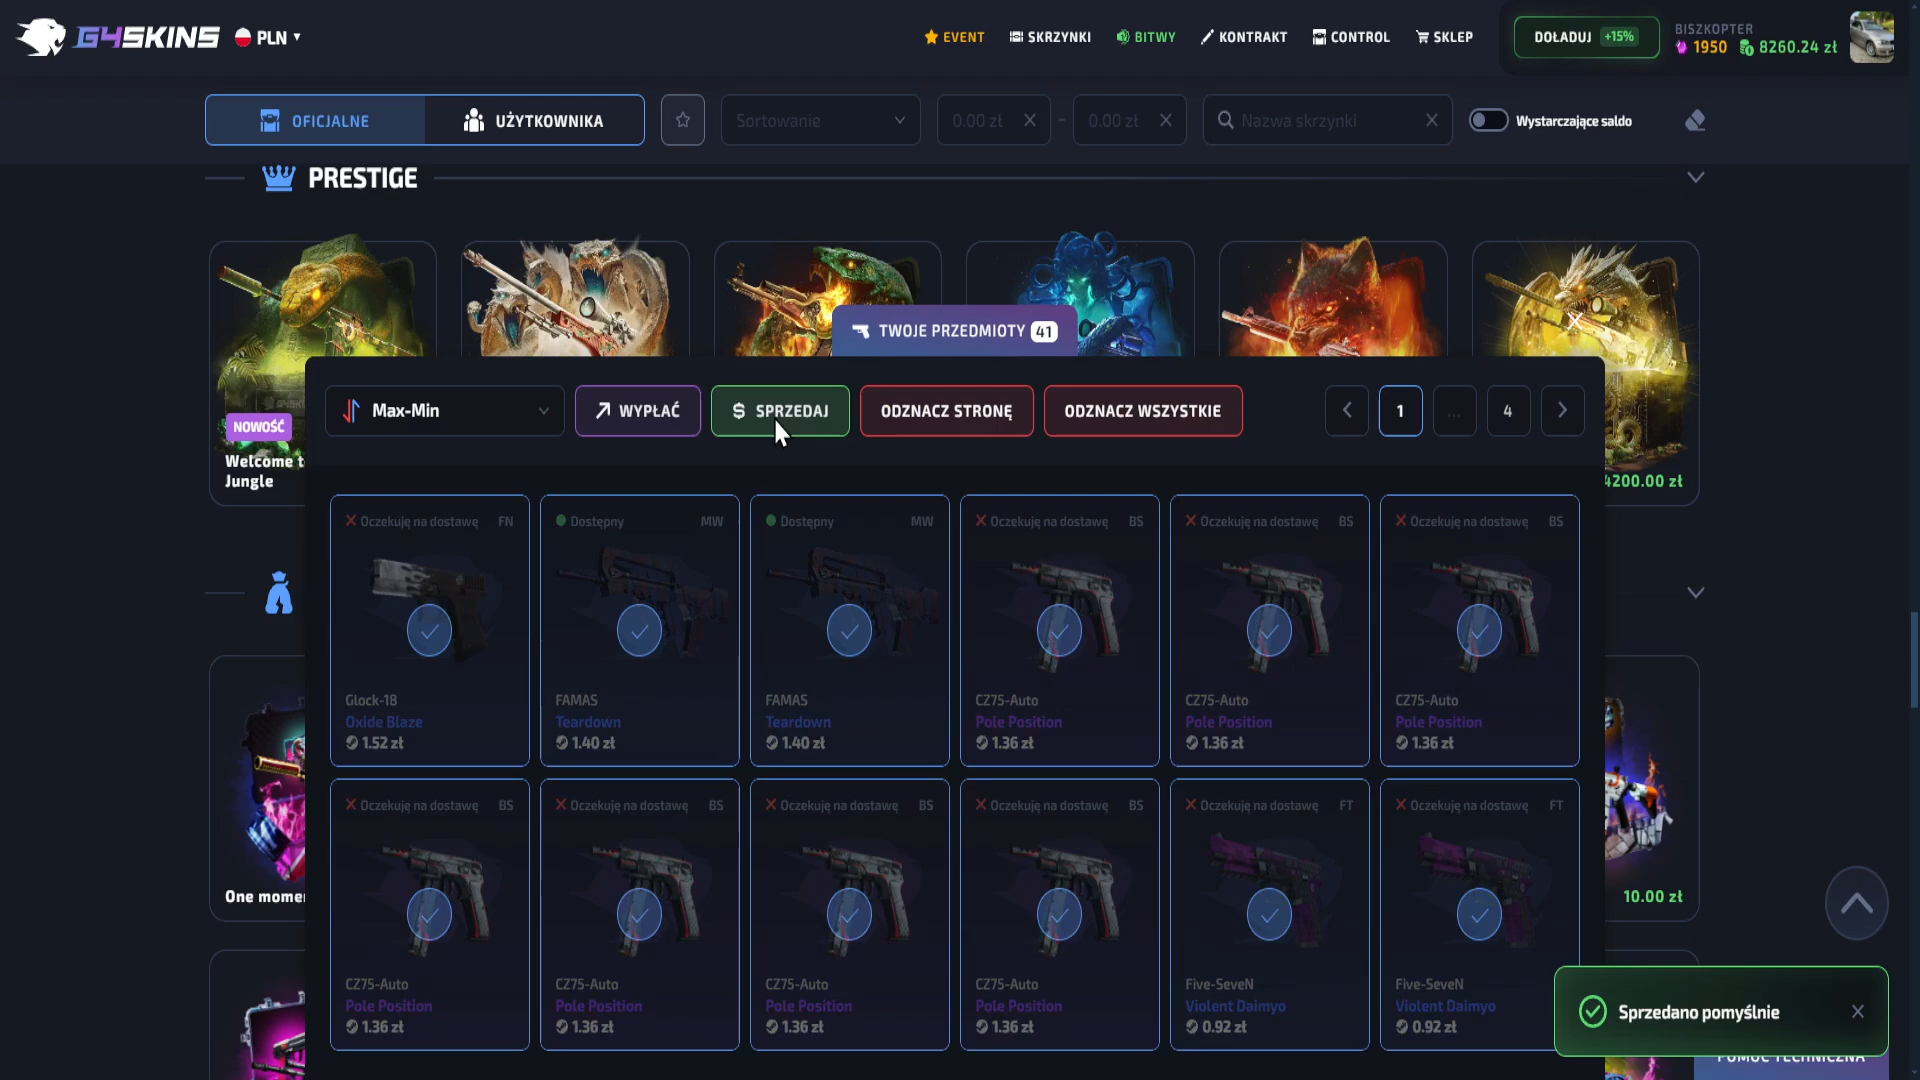 G4SKINS
PLN
EVENT
SKRZYNKI
BITWY
KONTRAKT
CONTROL
SKLEP
DOŁADUJ +15%
BISZKOPTER
1950 8260.24 zł
OFICJALNE
UŻYTKOWNIKA
Sortowanie
0.00 zł
-
0.00 zł
Nazwa skrzynki
Wystarczające saldo
PRESTIGE
TWOJE PRZEDMIOTY 41
Max-Min
WYPŁAĆ
$ SPRZEDAJ
ODZNACZ STRONĘ
ODZNACZ WSZYSTKIE
1
...
4
NOWOŚĆ
Welcome t
Jungle
4200.00 zł
Oczekuję na dostawę FN
Dostępny MW
Dostępny MW
Oczekuję na dostawę BS
Oczekuję na dostawę BS
Oczekuję na dostawę BS
Glock-18
Oxide Blaze
1.52 zł
FAMAS
Teardown
1.40 zł
FAMAS
Teardown
1.40 zł
CZ75-Auto
Pole Position
1.36 zł
CZ75-Auto
Pole Position
1.36 zł
CZ75-Auto
Pole Position
1.36 zł
Oczekuję na dostawę BS
Oczekuję na dostawę BS
Oczekuję na dostawę BS
Oczekuję na dostawę BS
Oczekuję na dostawę FT
Oczekuję na dostawę FT
One mome
10.00 zł
CZ75-Auto
Pole Position
1.36 zł
CZ75-Auto
Pole Position
1.36 zł
CZ75-Auto
Pole Position
1.36 zł
CZ75-Auto
Pole Position
1.36 zł
Five-SeveN
Violent Daimyo
0.92 zł
Five-SeveN
Violent Daimyo
0.92 zł
Sprzedano pomyślnie
POMOC TECHNICZNA